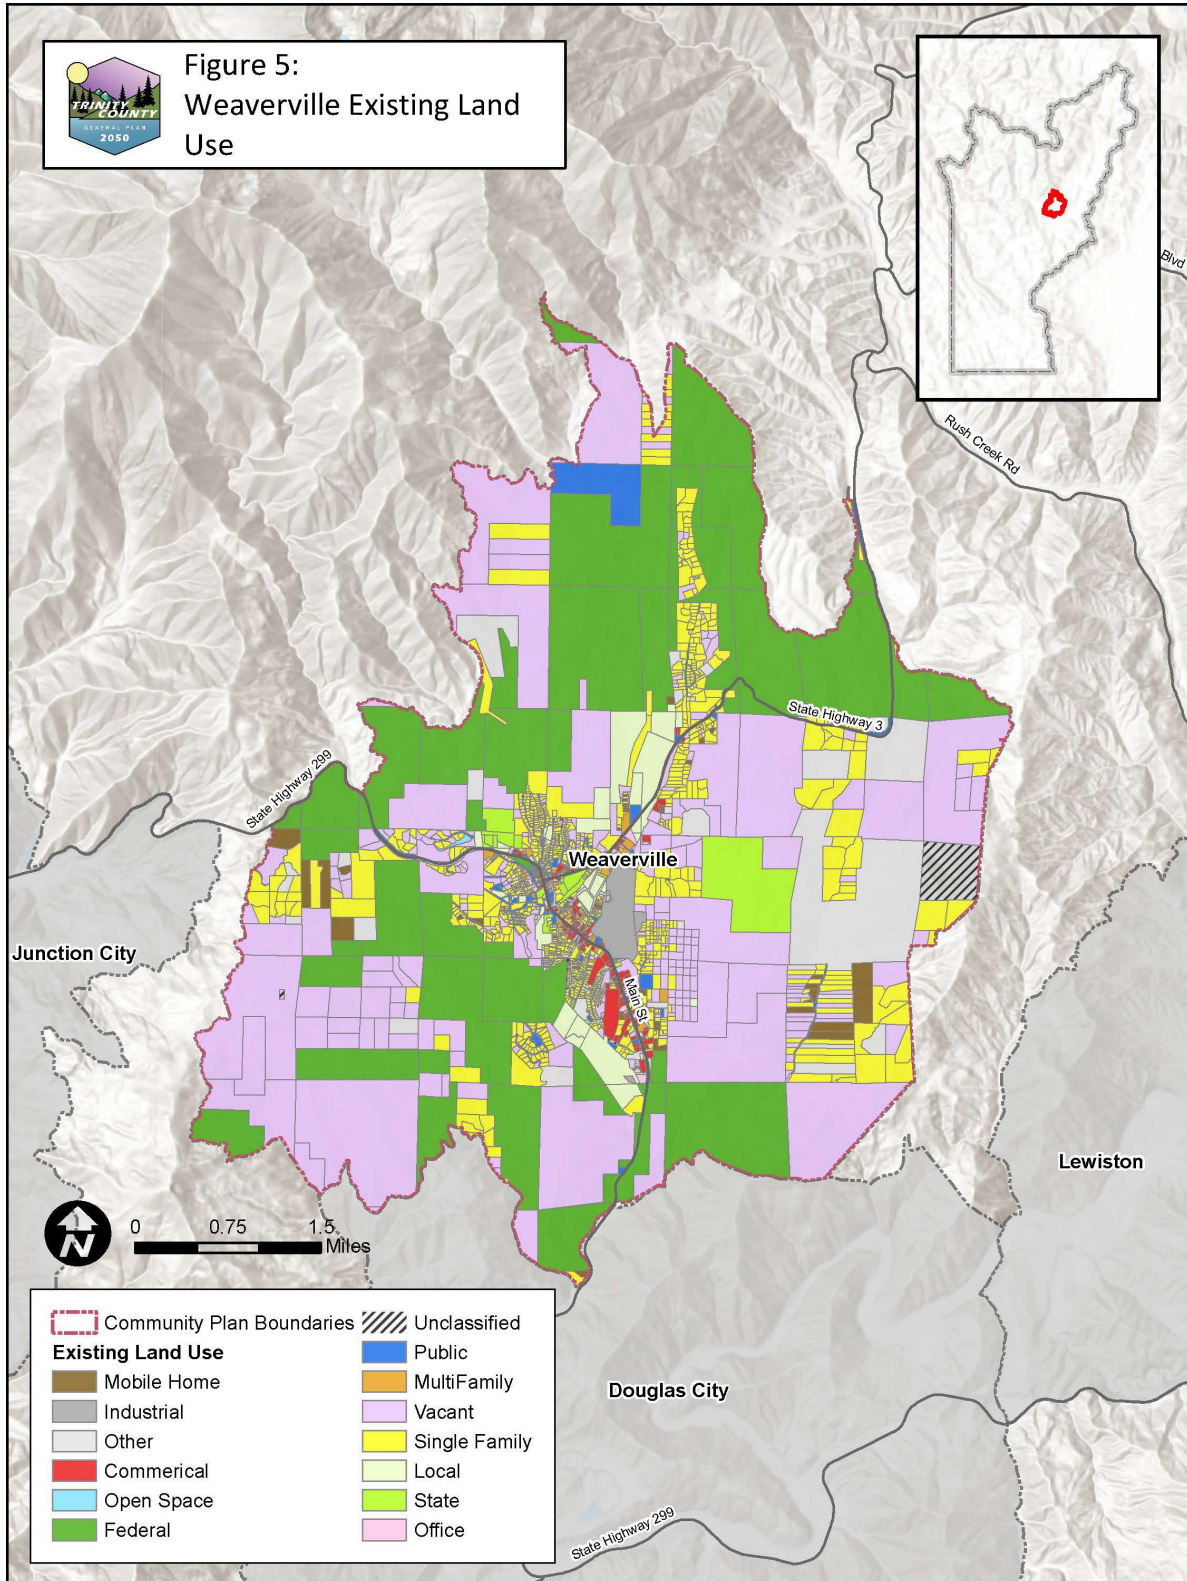 Figure 5:
Weaverville Existing Land
Use
TRINITY
COUNTY
GENERAL PLAN
2050
Blvd
Rush Creek Rd
State Highway 3
State Highway 299
Weaverville
Junction City
Main St
Lewiston
0 0.75 1.5
Miles
N
Community Plan Boundaries
Existing Land Use
Mobile Home
Industrial
Other
Commerical
Open Space
Federal
Unclassified
Public
MultiFamily
Vacant
Single Family
Local
State
Office
Douglas City
State Highway 299